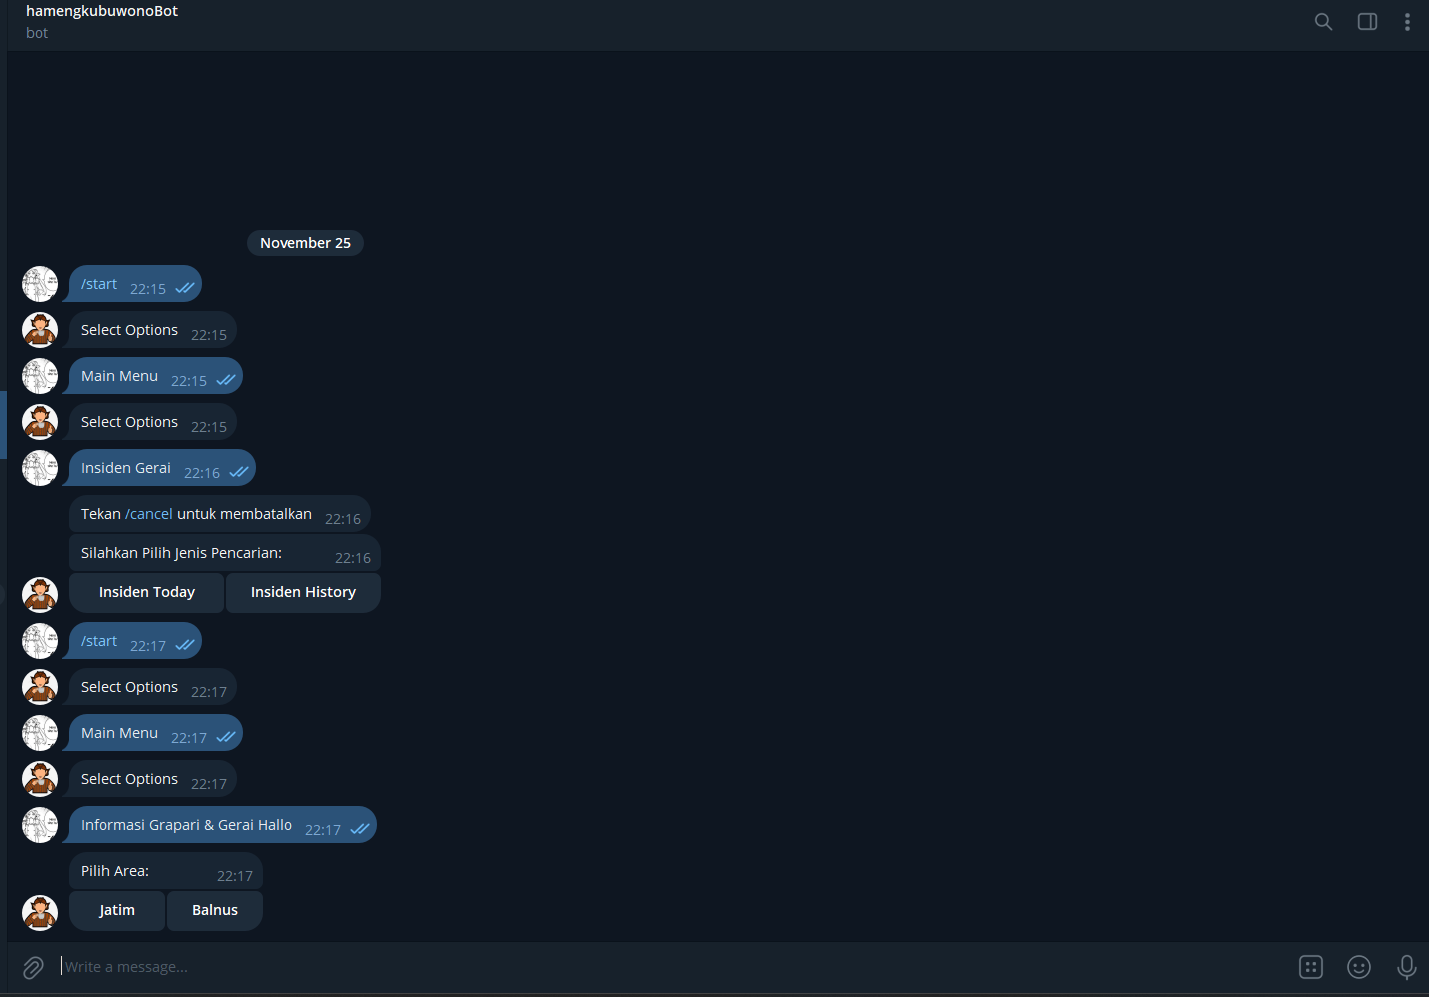 hamengkubuwonoBot
bot
November 25
/start 22:15
Select Options 22:15
Main Menu 22:15
Select Options 22:15
Insiden Gerai 22:16
Tekan /cancel untuk membatalkan 22:16
Silahkan Pilih Jenis Pencarian: 22:16
Insiden Today Insiden History
/start 22:17
Select Options 22:17
Main Menu 22:17
Select Options 22:17
Informasi Grapari & Gerai Hallo 22:17
Pilih Area: 22:17
Jatim Balnus
Write a message...